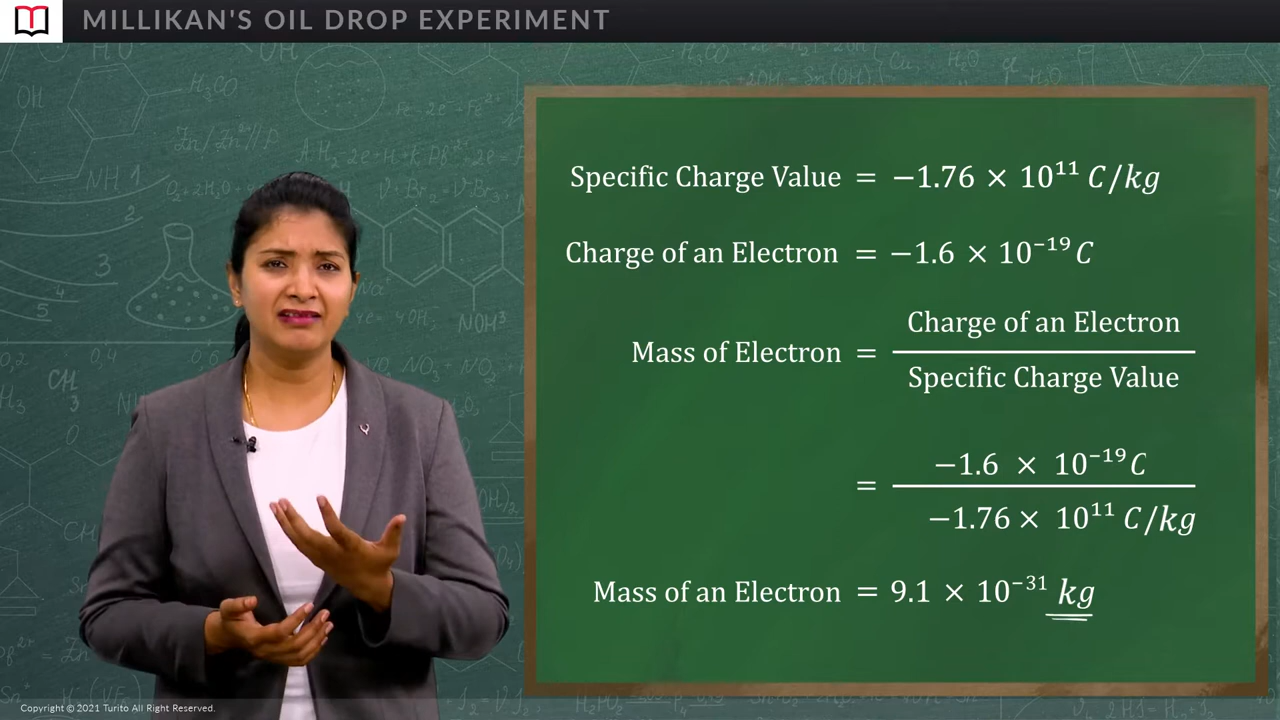 MILLIKAN'S OIL DROP EXPERIMENT
Specific Charge Value = −1.76 × 10¹¹ C/kg
Charge of an Electron = −1.6 × 10⁻¹⁹ C
Charge of an Electron
Mass of Electron =
Specific Charge Value
−1.6 × 10⁻¹⁹ C
=
−1.76 × 10¹¹ C/kg
Mass of an Electron = 9.1 × 10⁻³¹ kg
Copyright © 2021 Turito All Right Reserved.